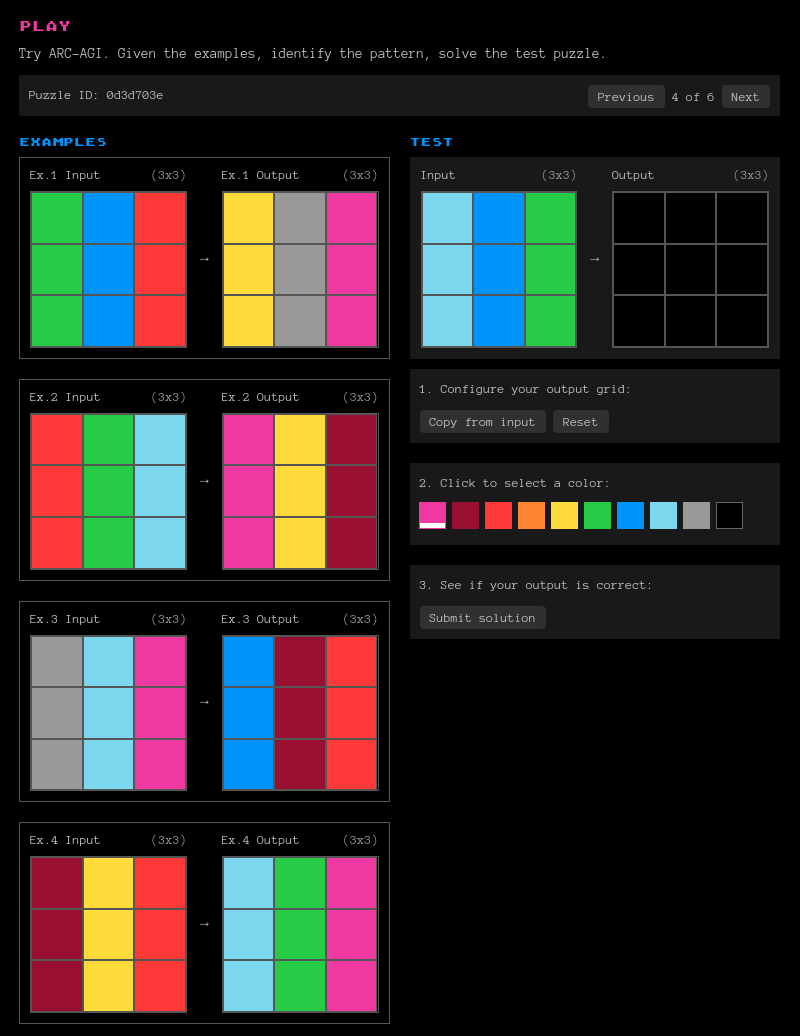 PLAY
Try ARC-AGI. Given the examples, identify the pattern, solve the test puzzle.
Puzzle ID: 0d3d703e
Previous 4 of 6 Next
EXAMPLES
Ex.1 Input (3x3) Ex.1 Output (3x3)
→
Ex.2 Input (3x3) Ex.2 Output (3x3)
→
Ex.3 Input (3x3) Ex.3 Output (3x3)
→
Ex.4 Input (3x3) Ex.4 Output (3x3)
→
TEST
Input (3x3) Output (3x3)
→
1. Configure your output grid:
Copy from input Reset
2. Click to select a color:
3. See if your output is correct:
Submit solution